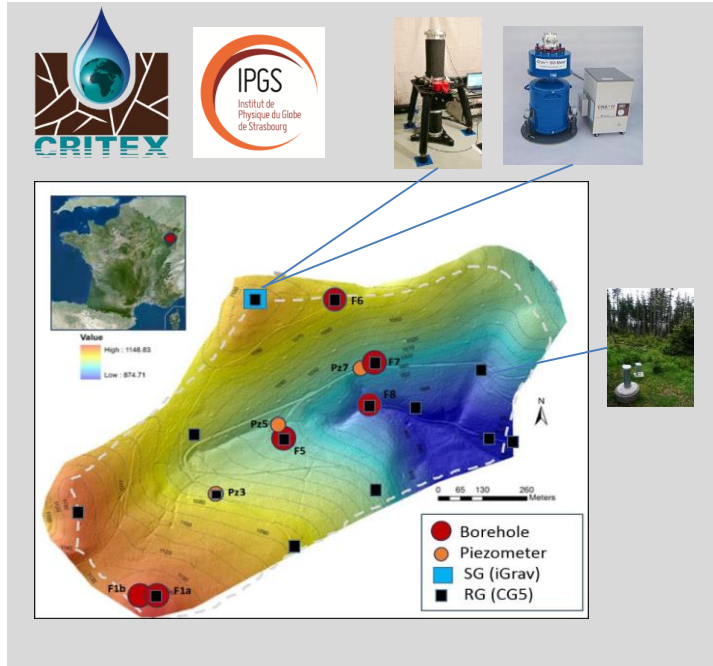 CRITEX
IPGS
Institut de
Physique du Globe
de Strasbourg
Value
High : 1146.83
Low : 874.71
F6
Pz7
F7
F8
Pz5
F5
Pz3
F1b
F1a
N
0 65 130 260
Meters
Borehole
Piezometer
SG (iGrav)
RG (CG5)